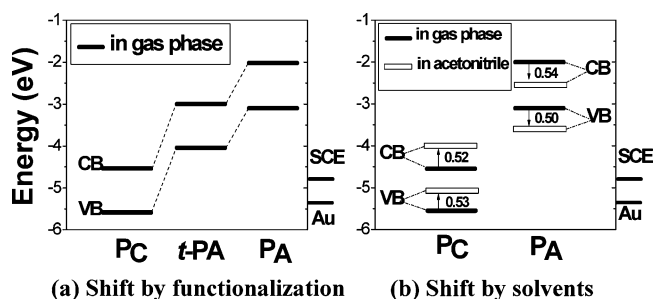 in gas phase
Energy (eV)
-1
-2
-3
-4
-5
-6
CB
VB
SCE
Au
PC
t-PA
PA
(a) Shift by functionalization
in gas phase
in acetonitrile
-1
-2
-3
-4
-5
-6
0.54
CB
0.50
VB
CB
0.52
VB
0.53
SCE
Au
PC
PA
(b) Shift by solvents